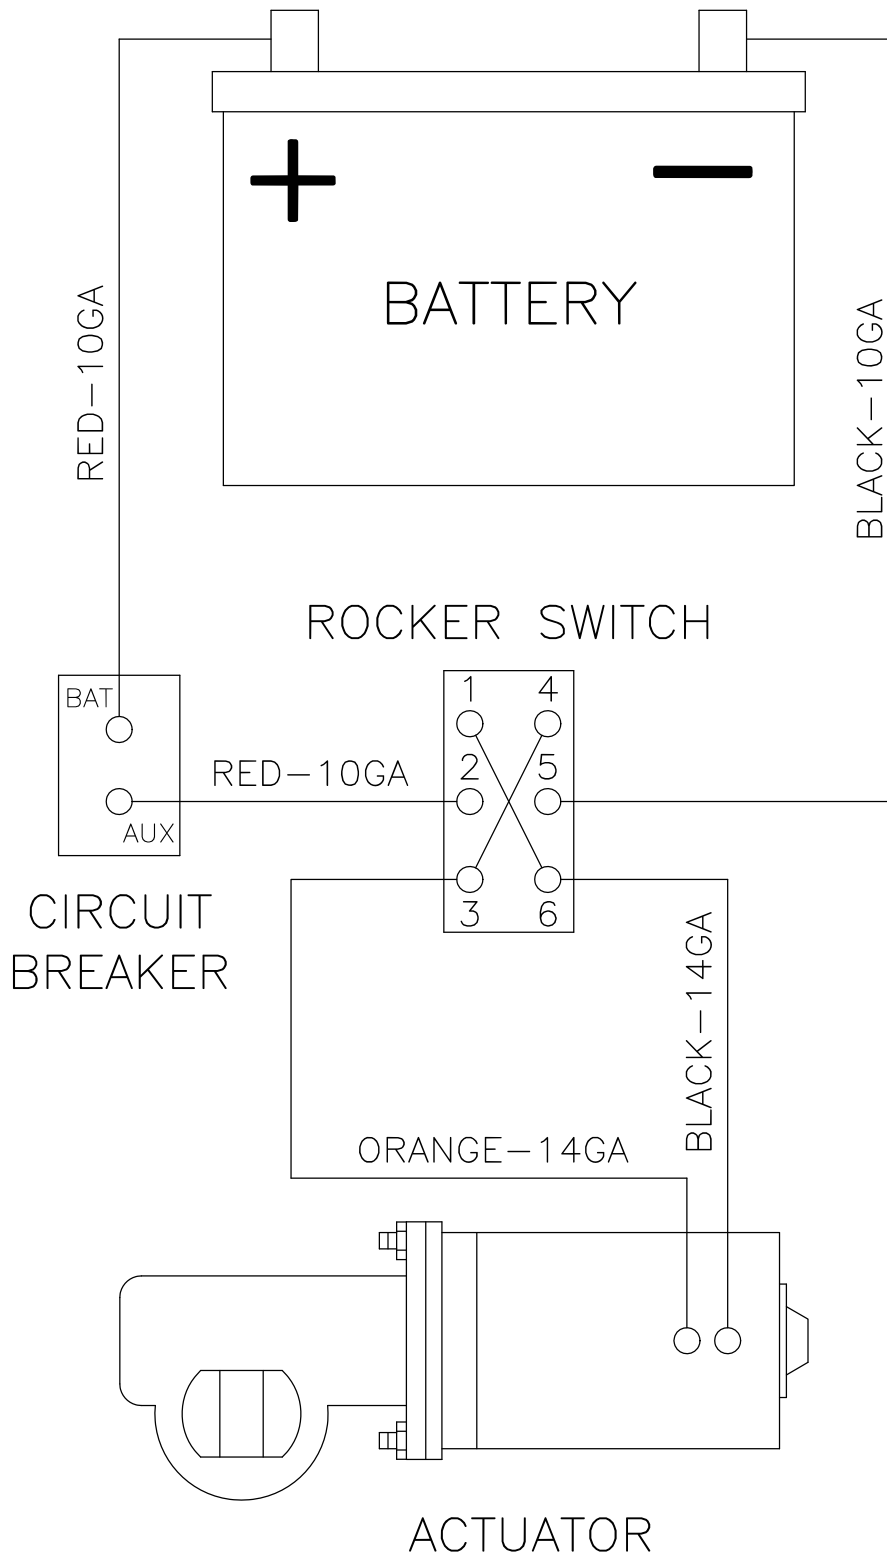 + −
BATTERY
RED-10GA
BLACK-10GA
ROCKER SWITCH
BAT
1 4
RED-10GA
2 5
AUX
3 6
CIRCUIT
BREAKER
BLACK-14GA
ORANGE-14GA
ACTUATOR